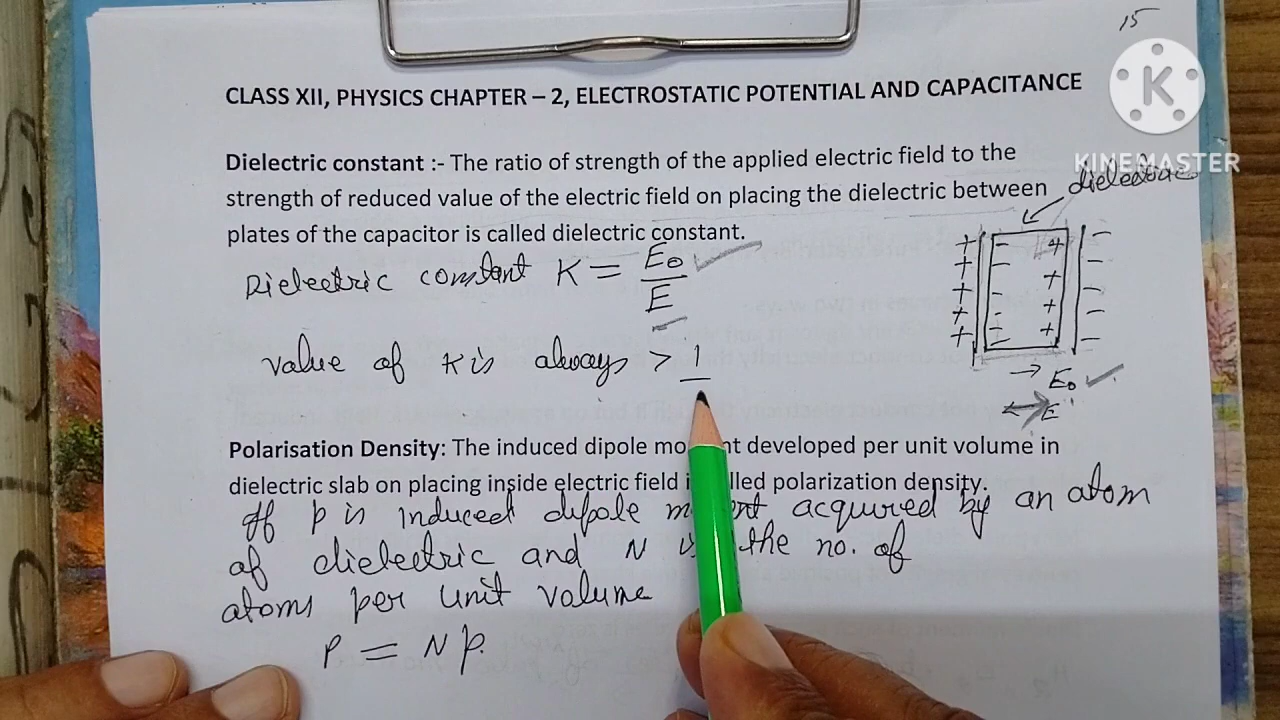 15
CLASS XII, PHYSICS CHAPTER – 2, ELECTROSTATIC POTENTIAL AND CAPACITANCE
K
KINEMASTER
Dielectric constant :- The ratio of strength of the applied electric field to the
strength of reduced value of the electric field on placing the dielectric between
plates of the capacitor is called dielectric constant.
dielectric
Dielectric constant K = E₀/E
value of K is always > 1
+ + + + +
- - - - -
+ + + +
- - - - -
→ E₀
E'
Polarisation Density: The induced dipole mo nt developed per unit volume in
dielectric slab on placing inside electric field i lled polarization density.
If p is induced dipole m nt acquired by an atom
of dielectric and N is the no. of
atoms per unit volume
P = Np.